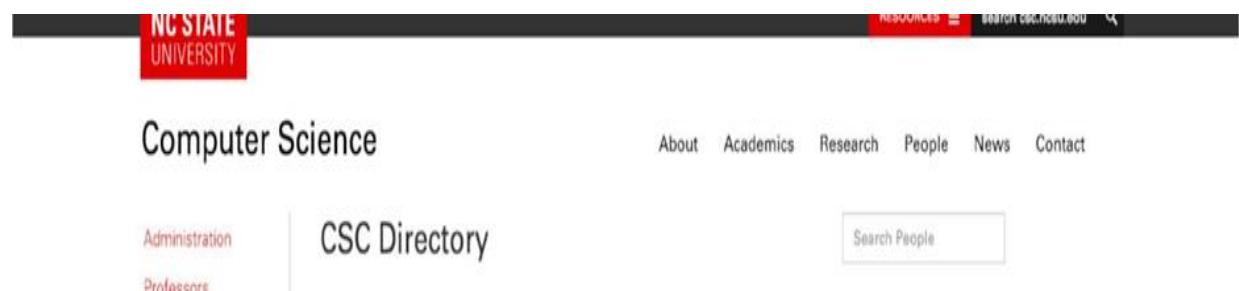 NC STATE
UNIVERSITY
RESOURCES
search csc.ncsu.edu
Computer Science
About Academics Research People News Contact
Administration
CSC Directory
Search People
Professors